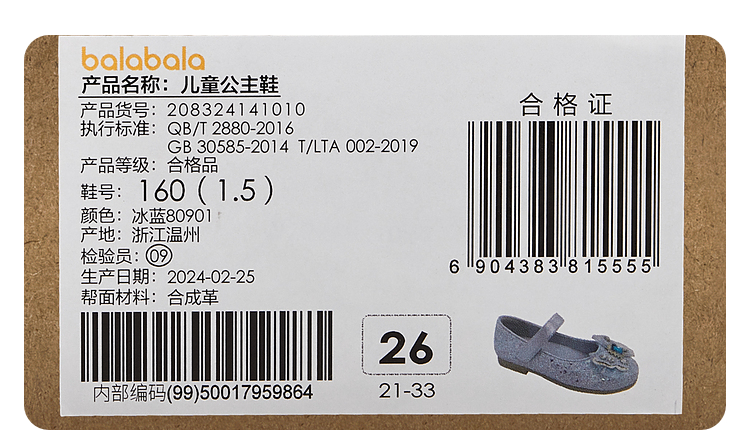 balabala
产品名称：儿童公主鞋
产品货号：208324141010
执行标准：QB/T 2880-2016
GB 30585-2014 T/LTA 002-2019
产品等级：合格品
鞋号：160（1.5）
颜色：冰蓝80901
产地：浙江温州
检验员：09
生产日期：2024-02-25
帮面材料：合成革
内部编码(99)50017959864
合格证
6 904383 815555
26
21-33